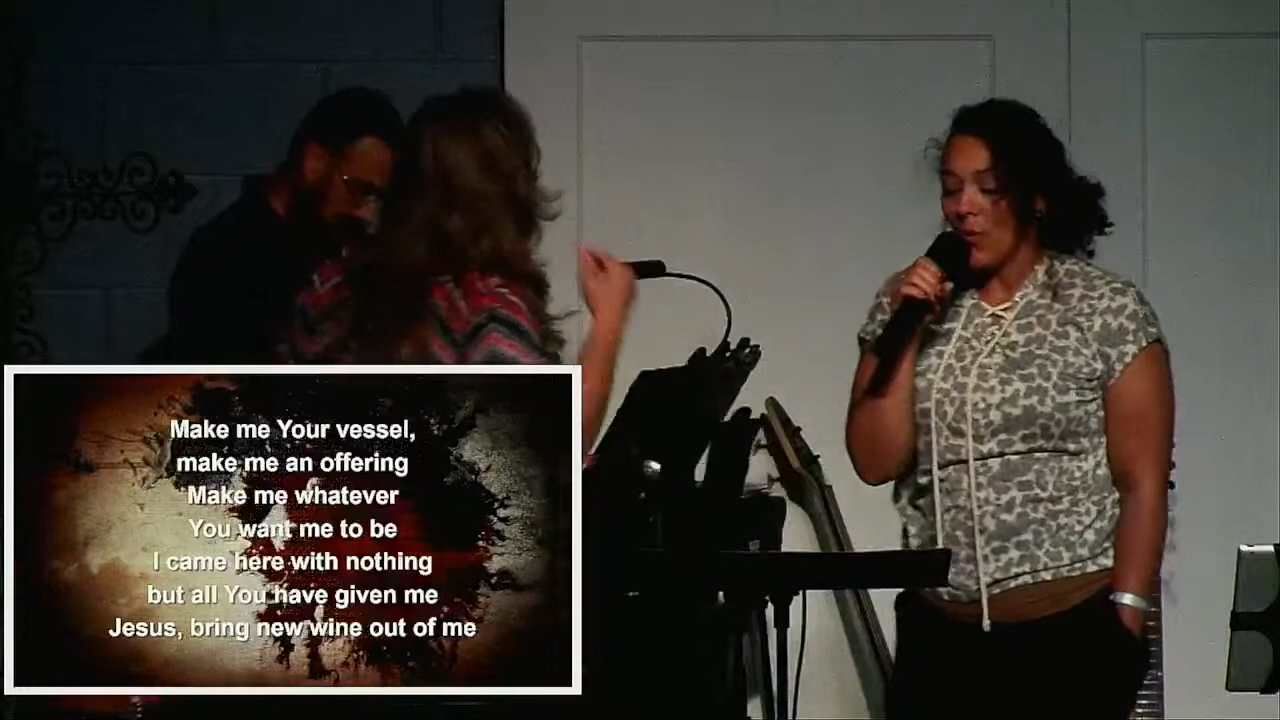 Make me Your vessel,
make me an offering
Make me whatever
You want me to be
I came here with nothing
but all You have given me
Jesus, bring new wine out of me